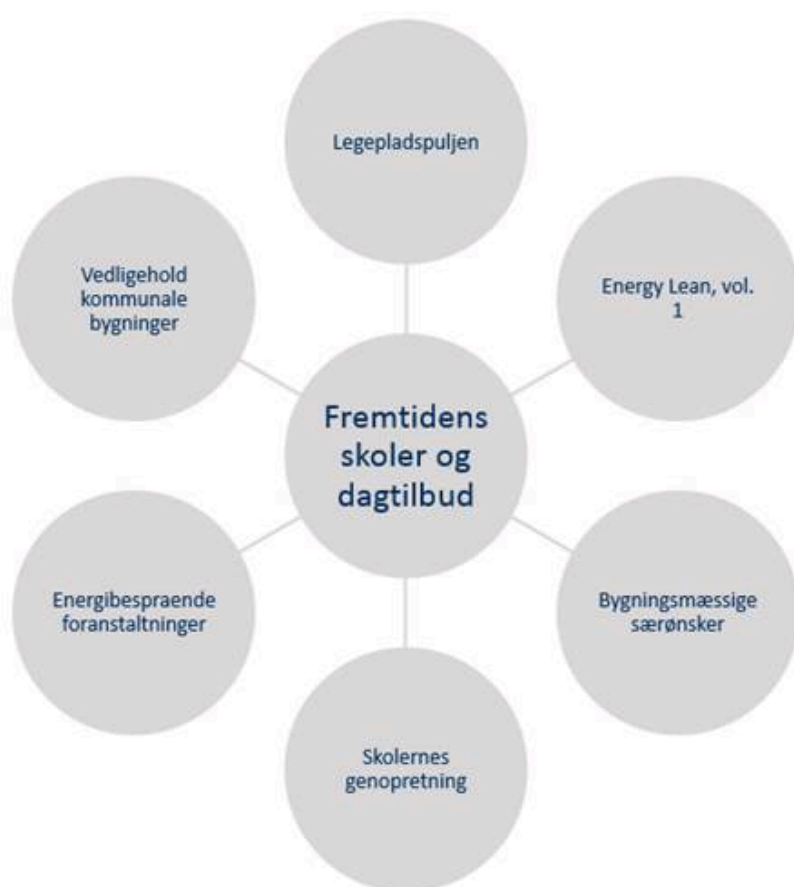 Legepladspuljen
Vedligehold
kommunale
bygninger
Energy Lean, vol.
1
Fremtidens
skoler og
dagtilbud
Energibespraende
foranstaltninger
Bygningsmæssige
særønsker
Skolernes
genopretning